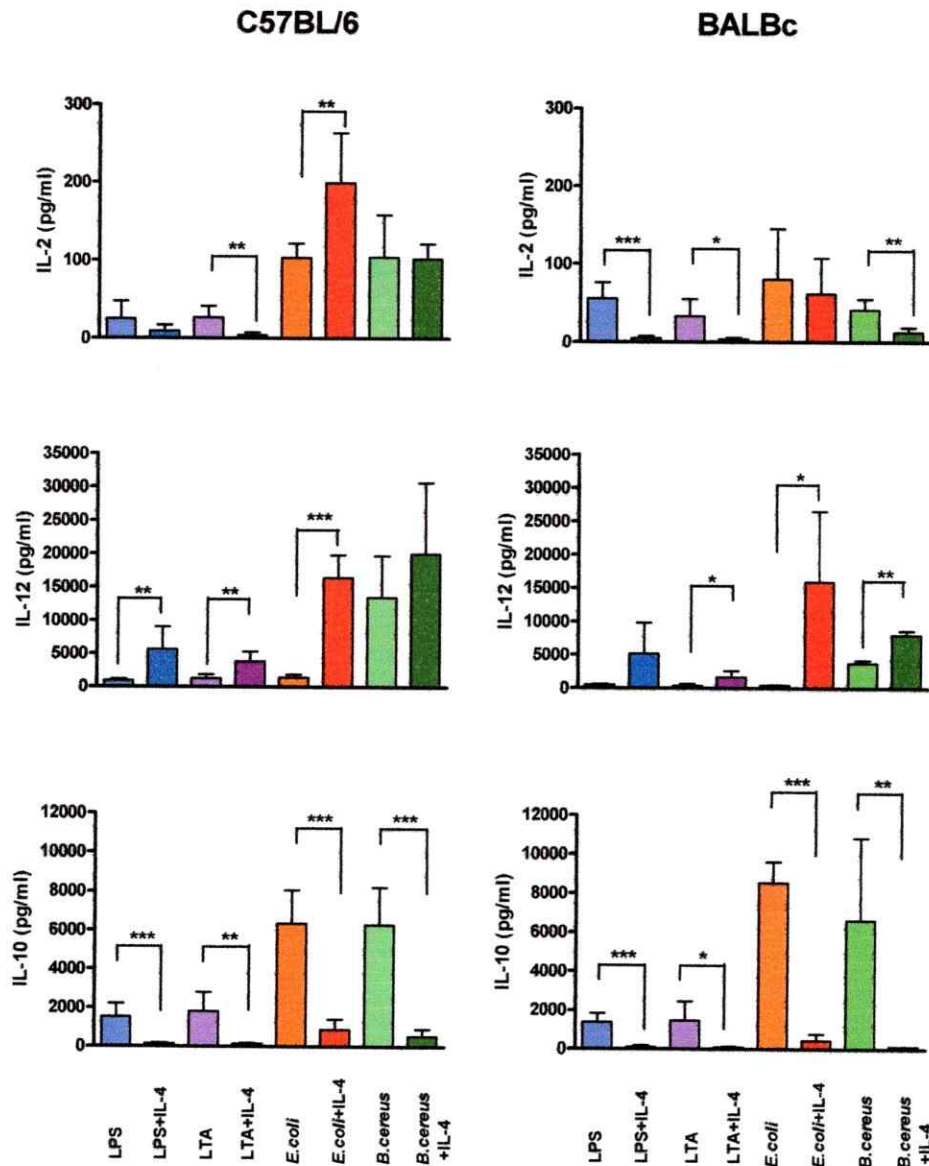 C57BL/6
BALBc
IL-2 (pg/ml)
300
200
100
0
**
**
IL-2 (pg/ml)
300
200
100
0
***
*
**
IL-12 (pg/ml)
35000
30000
25000
20000
15000
10000
5000
0
**
**
***
IL-12 (pg/ml)
35000
30000
25000
20000
15000
10000
5000
0
*
*
**
IL-10 (pg/ml)
12000
10000
8000
6000
4000
2000
0
***
**
***
***
IL-10 (pg/ml)
12000
10000
8000
6000
4000
2000
0
***
*
***
**
LPS
LPS+IL-4
LTA
LTA+IL-4
E.coli
E.coli+IL-4
B.cereus
B.cereus
+IL-4
LPS
LPS+IL-4
LTA
LTA+IL-4
E.coli
E.coli+IL-4
B.cereus
B.cereus
+IL-4